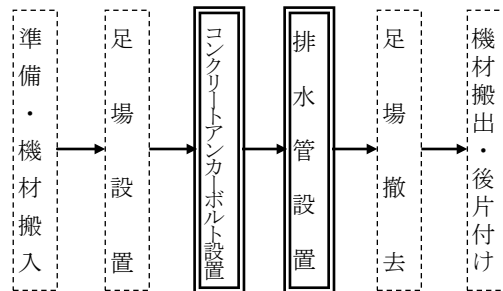 準備・機材搬入
足場設置
コンクリートアンカーボルト設置
排水管設置
足場撤去
機材搬出・後片付け